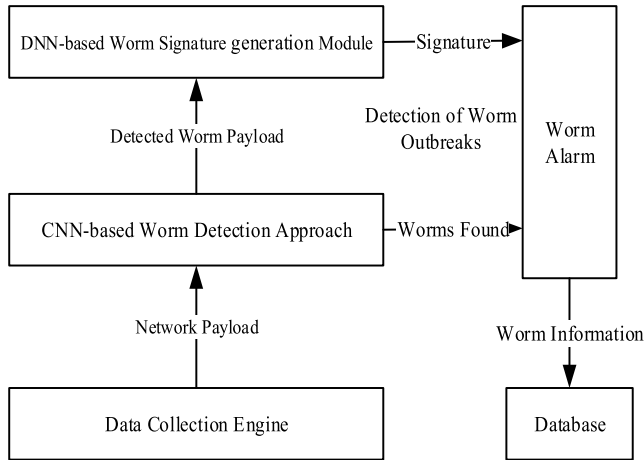 DNN-based Worm Signature generation Module
Signature
Detected Worm Payload
Detection of Worm
Outbreaks
Worm
Alarm
CNN-based Worm Detection Approach
Worms Found
Network Payload
Worm Information
Data Collection Engine
Database